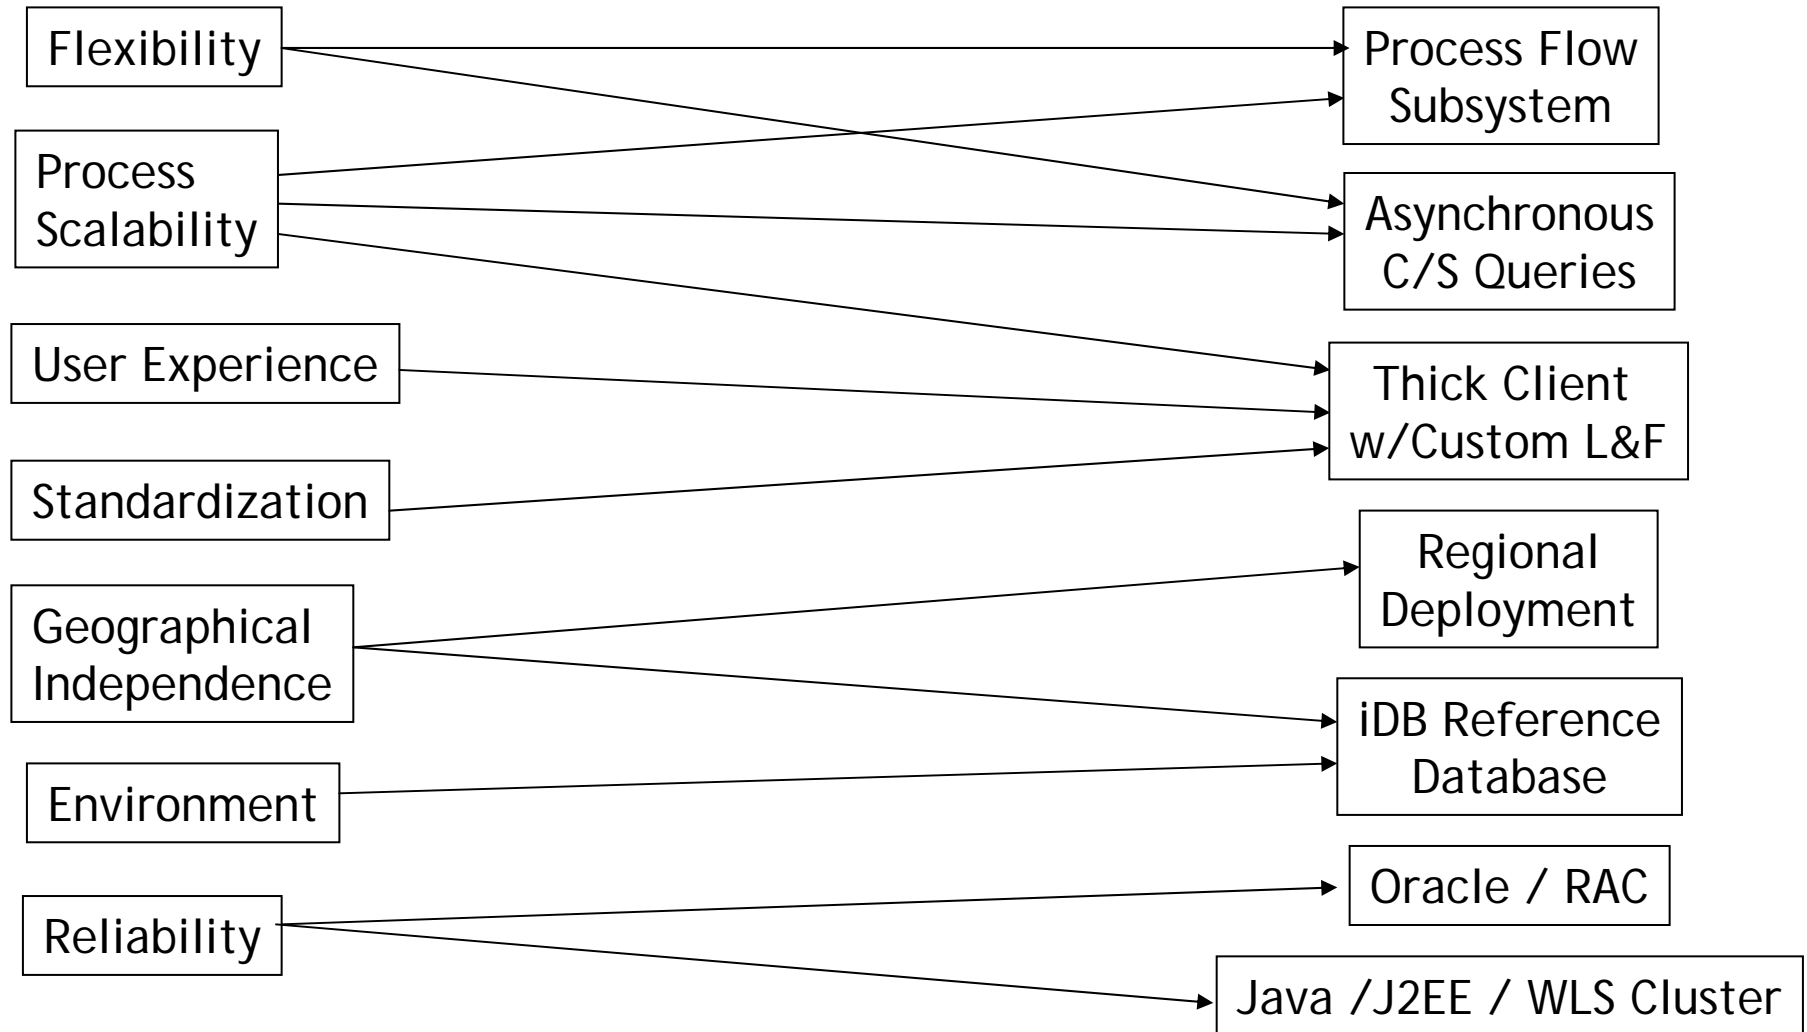 Flexibility
Process
Scalability
User Experience
Standardization
Geographical
Independence
Environment
Reliability
Process Flow
Subsystem
Asynchronous
C/S Queries
Thick Client
w/Custom L&F
Regional
Deployment
iDB Reference
Database
Oracle / RAC
Java /J2EE / WLS Cluster